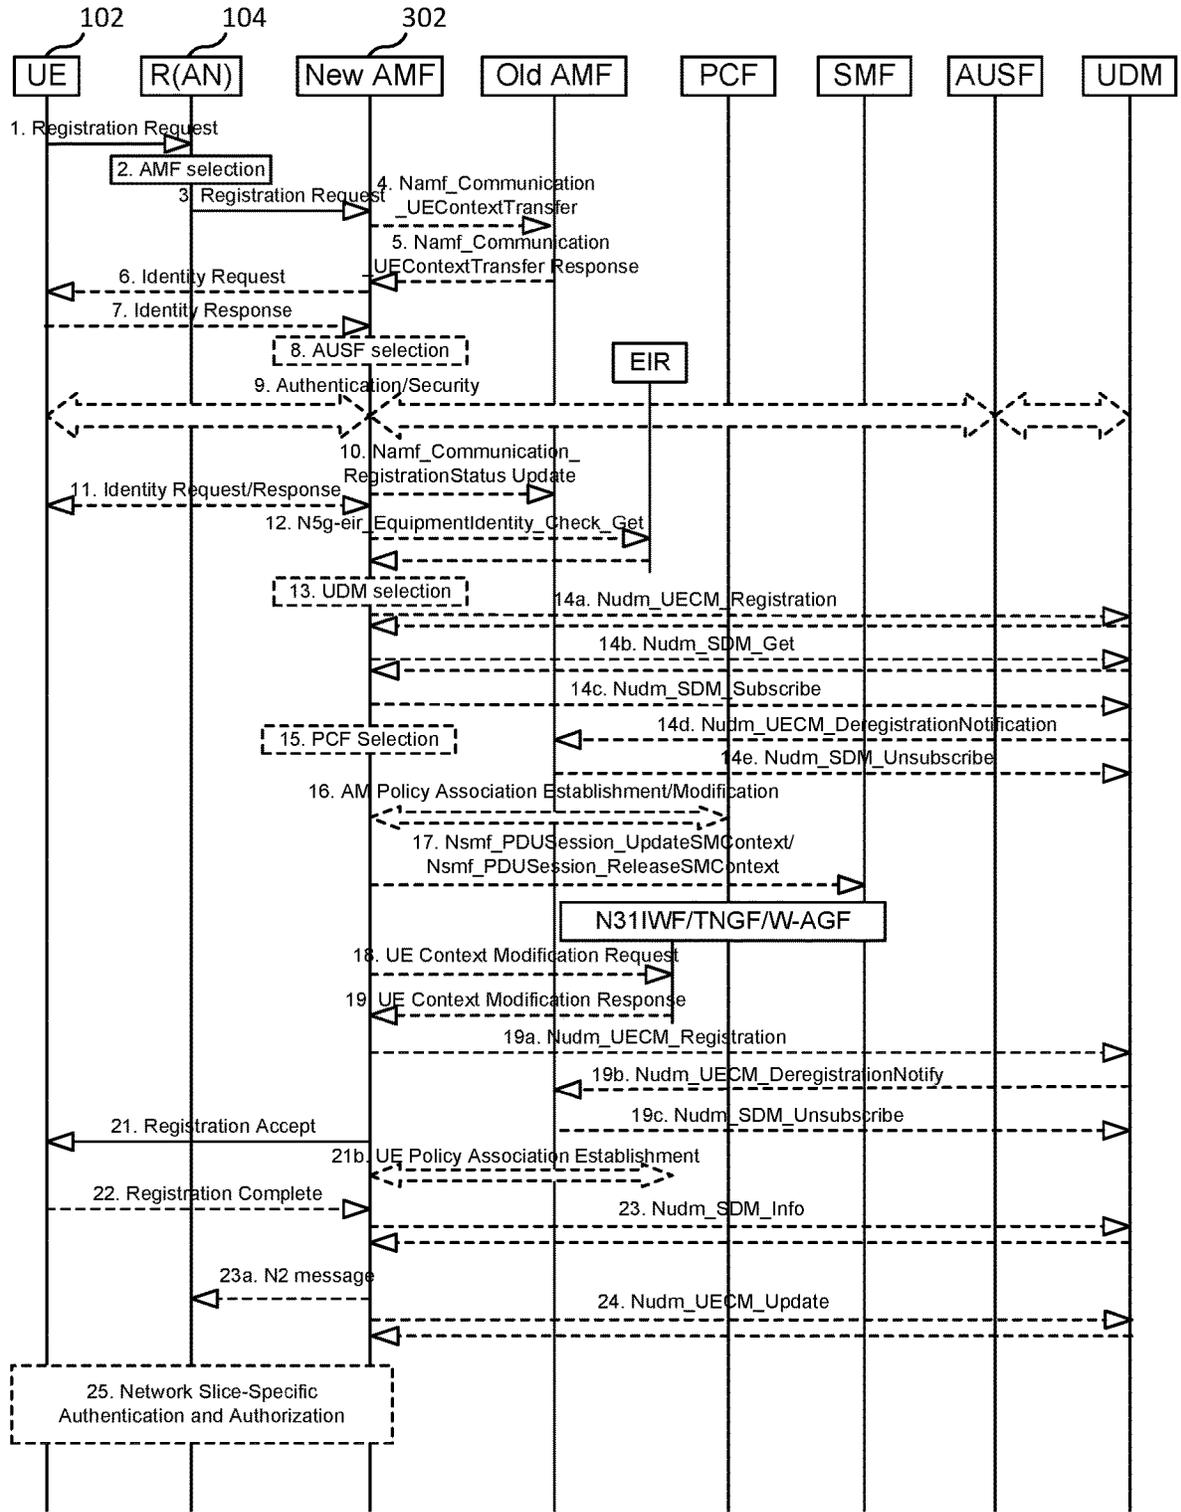 102
104
302
UE
R(AN)
New AMF
Old AMF
PCF
SMF
AUSF
UDM
1. Registration Request
2. AMF selection
3. Registration Request
4. Namf_Communication
_UEContextTransfer
5. Namf_Communication
_UEContextTransfer Response
6. Identity Request
7. Identity Response
8. AUSF selection
EIR
9. Authentication/Security
10. Namf_Communication_
RegistrationStatus Update
11. Identity Request/Response
12. N5g-eir_EquipmentIdentity_Check_Get
13. UDM selection
14a. Nudm_UECM_Registration
14b. Nudm_SDM_Get
14c. Nudm_SDM_Subscribe
14d. Nudm_UECM_DeregistrationNotification
15. PCF Selection
14e. Nudm_SDM_Unsubscribe
16. AM Policy Association Establishment/Modification
17. Nsmf_PDUSession_UpdateSMContext/
Nsmf_PDUSession_ReleaseSMContext
N31IWF/TNGF/W-AGF
18. UE Context Modification Request
19. UE Context Modification Response
19a. Nudm_UECM_Registration
19b. Nudm_UECM_DeregistrationNotify
19c. Nudm_SDM_Unsubscribe
21. Registration Accept
21b. UE Policy Association Establishment
22. Registration Complete
23. Nudm_SDM_Info
23a. N2 message
24. Nudm_UECM_Update
25. Network Slice-Specific
Authentication and Authorization